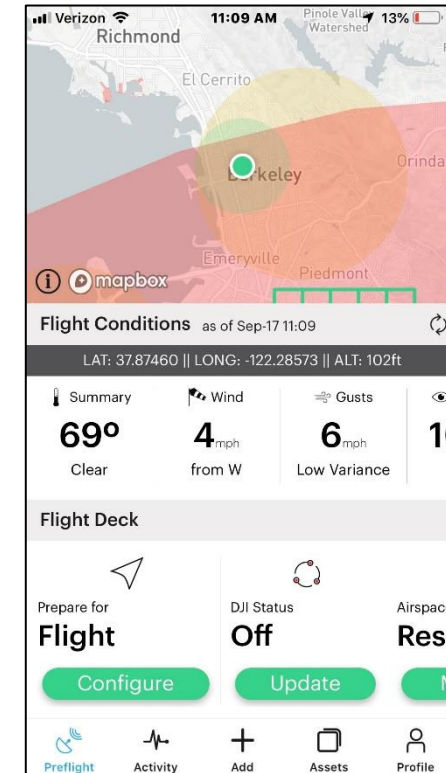 Verizon 11:09 AM 13%
Pinole Valley
Watershed
Richmond
El Cerrito
Orinda
Berkeley
Emeryville
Piedmont
mapbox
Flight Conditions as of Sep-17 11:09
LAT: 37.87460 || LONG: -122.28573 || ALT: 102ft
Summary Wind Gusts
69º 4mph 6mph
Clear from W Low Variance
Flight Deck
Prepare for DJI Status
Flight Off Res
Configure Update
Preflight Activity Add Assets Profile